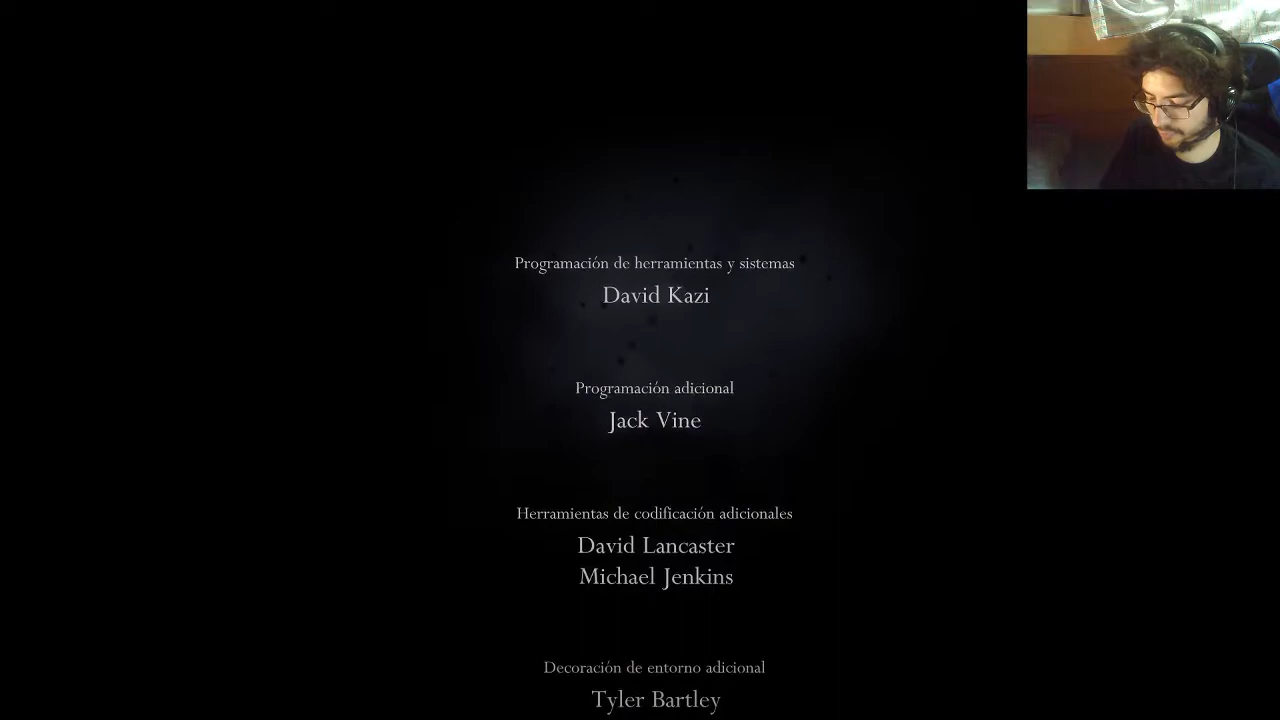 Programación de herramientas y sistemas
David Kazi
Programación adicional
Jack Vine
Herramientas de codificación adicionales
David Lancaster
Michael Jenkins
Decoración de entorno adicional
Tyler Bartley